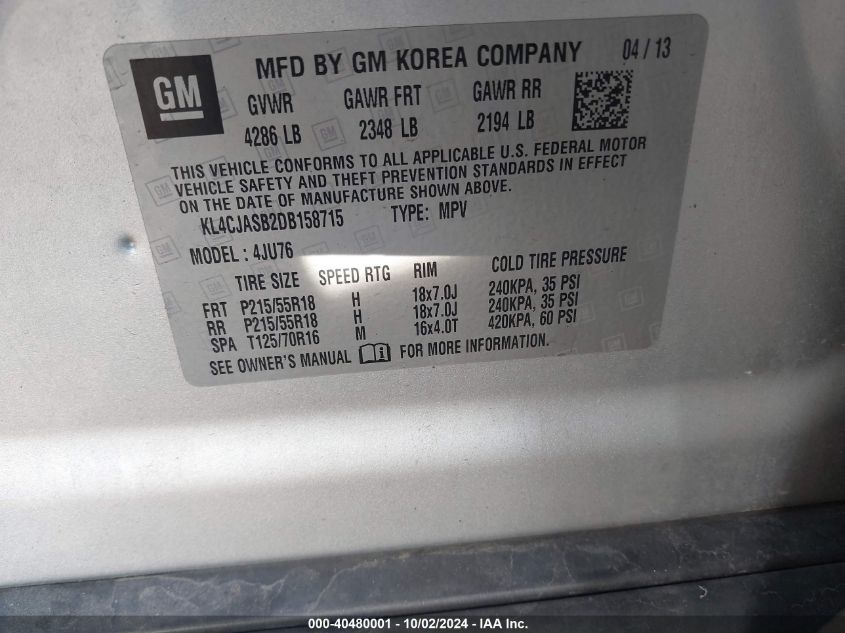 GM
MFD BY GM KOREA COMPANY 04 / 13
GVWR GAWR FRT GAWR RR
4286 LB 2348 LB 2194 LB
THIS VEHICLE CONFORMS TO ALL APPLICABLE U.S. FEDERAL MOTOR
VEHICLE SAFETY AND THEFT PREVENTION STANDARDS IN EFFECT
ON THE DATE OF MANUFACTURE SHOWN ABOVE.
KL4CJASB2DB158715 TYPE: MPV
MODEL : 4JU76
TIRE SIZE SPEED RTG RIM COLD TIRE PRESSURE
FRT P215/55R18 H 18x7.0J 240KPA, 35 PSI
RR P215/55R18 H 18x7.0J 240KPA, 35 PSI
SPA T125/70R16 M 16x4.0T 420KPA, 60 PSI
SEE OWNER'S MANUAL FOR MORE INFORMATION.
000-40480001 - 10/02/2024 - IAA Inc.